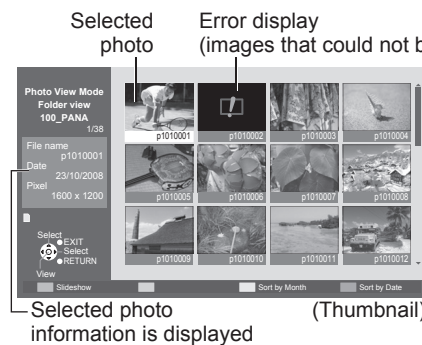 Selected
photo
Error display
(images that could not b
Photo View Mode
Folder view
100_PANA
1/38
File name
p1010001
Date
23/10/2008
Pixel
1600 x 1200
Select
EXIT
Select
RETURN
View
p1010001
p1010002
p1010003
p1010004
p1010005
p1010006
p1010007
p1010008
p1010009
p1010010
p1010011
p1010012
Slideshow
Sort by Month
Sort by Date
Selected photo
information is displayed
(Thumbnail)